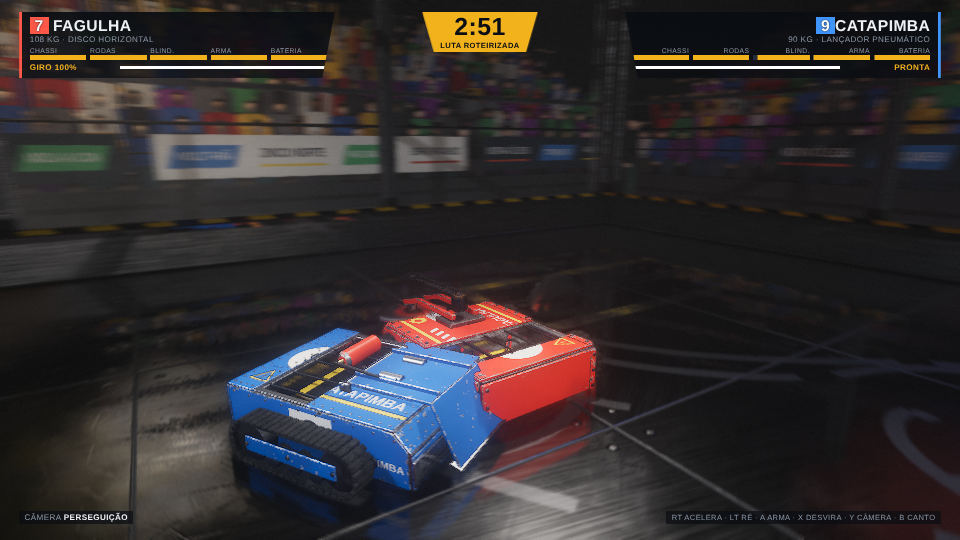 7 FAGULHA
108 KG · DISCO HORIZONTAL
CHASSI RODAS BLIND. ARMA BATERIA
GIRO 100%
2:51
LUTA ROTEIRIZADA
9 CATAPIMBA
90 KG · LANÇADOR PNEUMÁTICO
CHASSI RODAS BLIND. ARMA BATERIA
PRONTA
CATAPIMBA
IMBA
CÂMERA PERSEGUIÇÃO
RT ACELERA · LT RÉ · A ARMA · X DESVIRA · Y CÂMERA · B CANTO